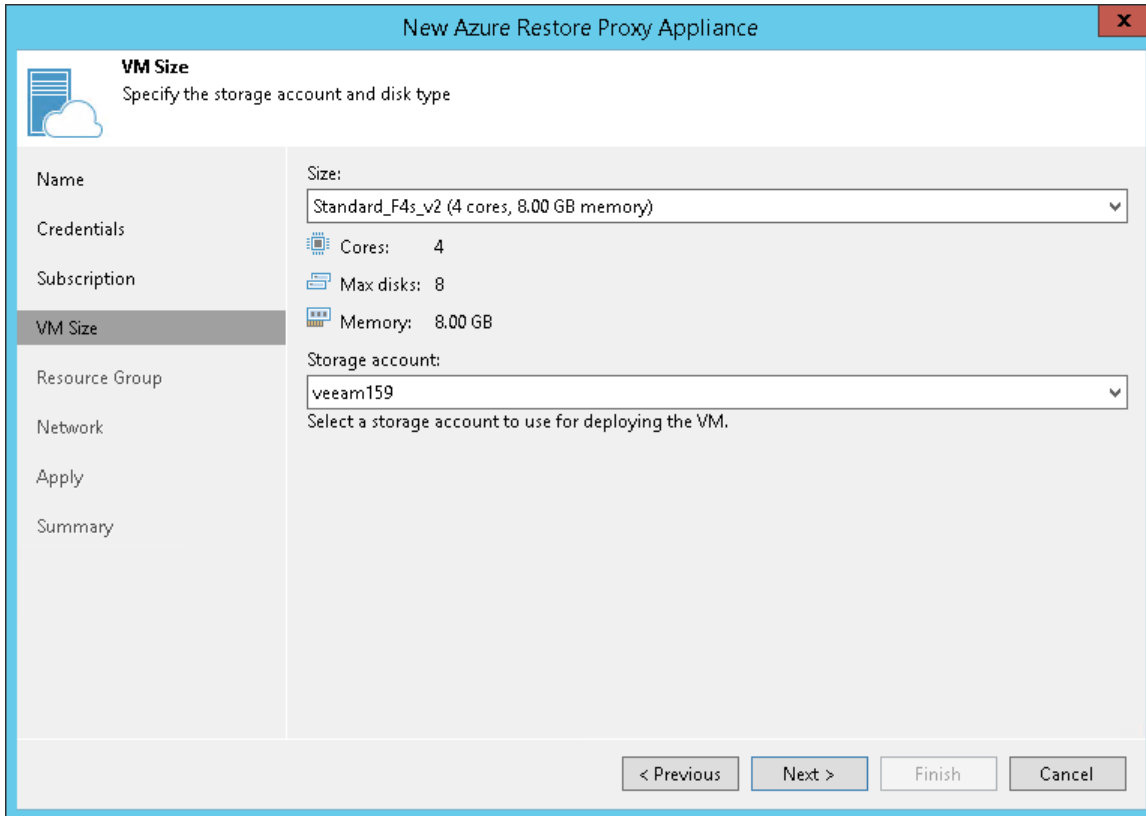 New Azure Restore Proxy Appliance
x
VM Size
Specify the storage account and disk type
Name
Credentials
Subscription
VM Size
Resource Group
Network
Apply
Summary
Size:
Standard_F4s_v2 (4 cores, 8.00 GB memory)
Cores: 4
Max disks: 8
Memory: 8.00 GB
Storage account:
veeam159
Select a storage account to use for deploying the VM.
< Previous Next > Finish Cancel